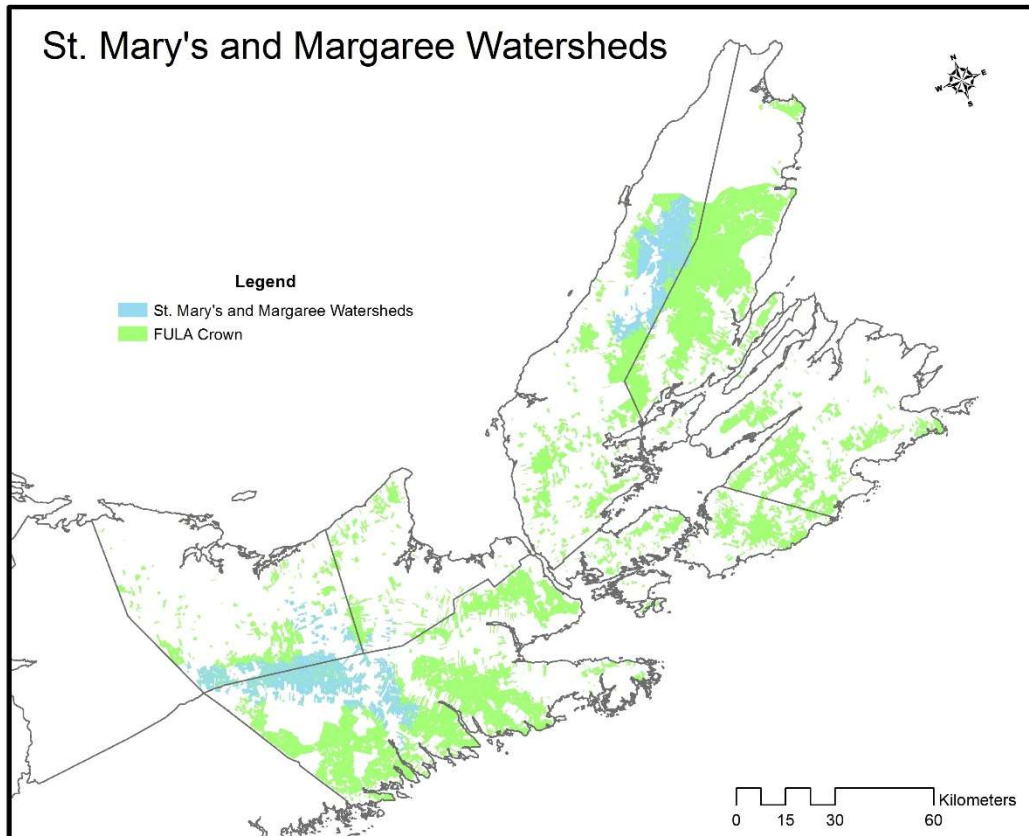 St. Mary's and Margaree Watersheds
N
E
W
S
Legend
St. Mary's and Margaree Watersheds
FULA Crown
Kilometers
0 15 30 60